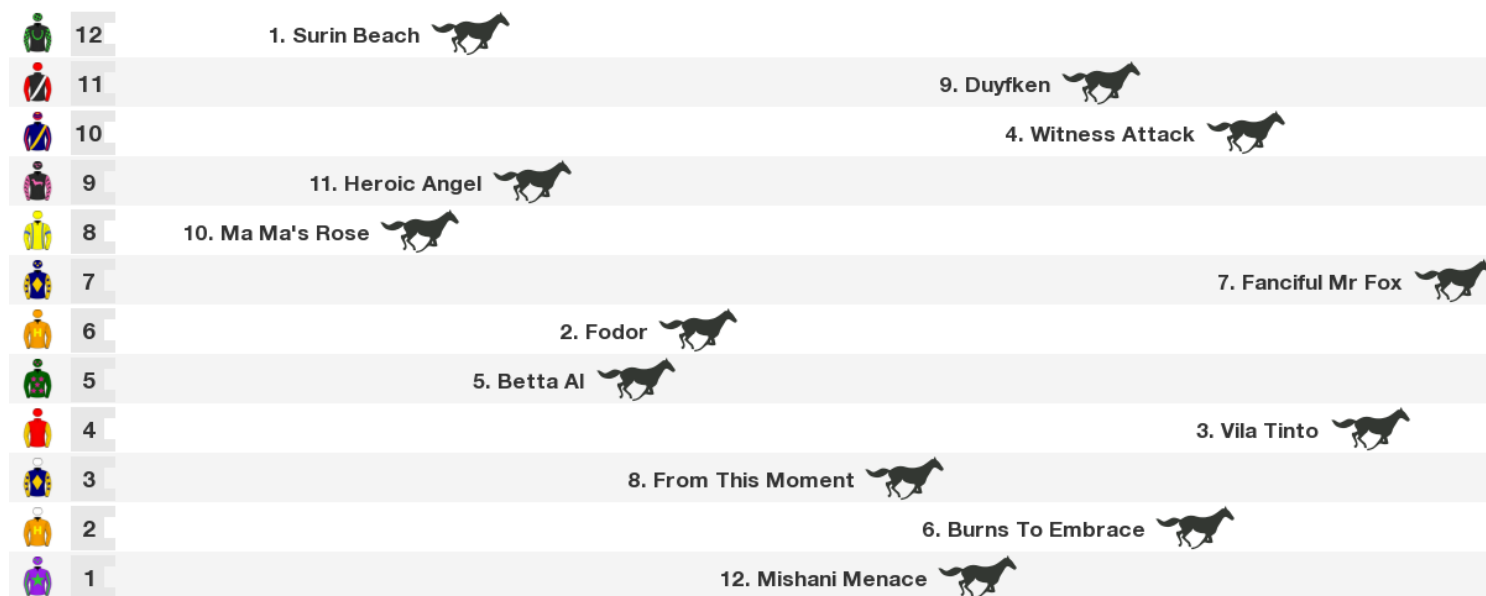 12 1. Surin Beach
11 9. Duyfken
10 4. Witness Attack
9 11. Heroic Angel
8 10. Ma Ma's Rose
7 7. Fanciful Mr Fox
6 2. Fodor
5 5. Betta Al
4 3. Vila Tinto
3 8. From This Moment
2 6. Burns To Embrace
1 12. Mishani Menace